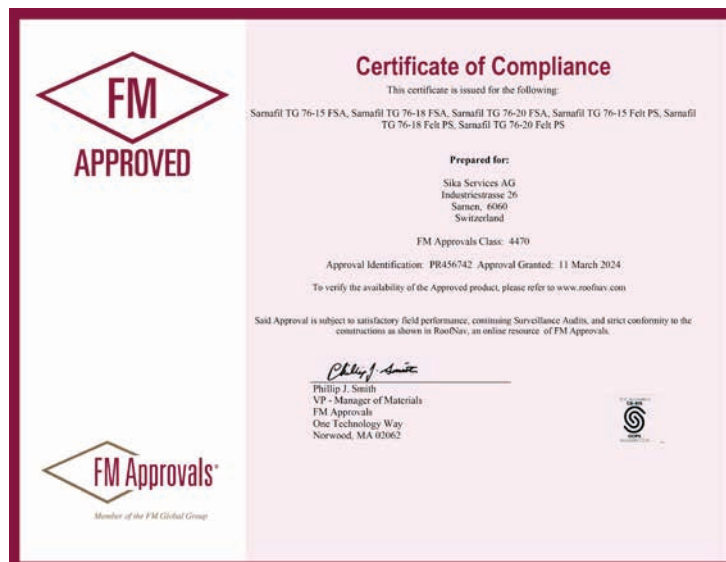 FM
APPROVED
Certificate of Compliance
This certificate is issued for the following:
Sarnafil TG 76-15 FSA, Sarnafil TG 76-18 FSA, Sarnafil TG 76-20 FSA, Sarnafil TG 76-15 Felt PS, Sarnafil
TG 76-18 Felt PS, Sarnafil TG 76-20 Felt PS
Prepared for:
Sika Services AG
Industriestrasse 26
Sarnen, 6060
Switzerland
FM Approvals Class: 4470
Approval Identification: PR456742 Approval Granted: 11 March 2024
To verify the availability of the Approved product, please refer to www.roofnav.com
Said Approval is subject to satisfactory field performance, continuing Surveillance Audits, and strict conformity to the
constructions as shown in RoofNav, an online resource of FM Approvals.
Phillip J. Smith
Phillip J. Smith
VP - Manager of Materials
FM Approvals
One Technology Way
Norwood, MA 02062
FM Approvals
Member of the FM Global Group